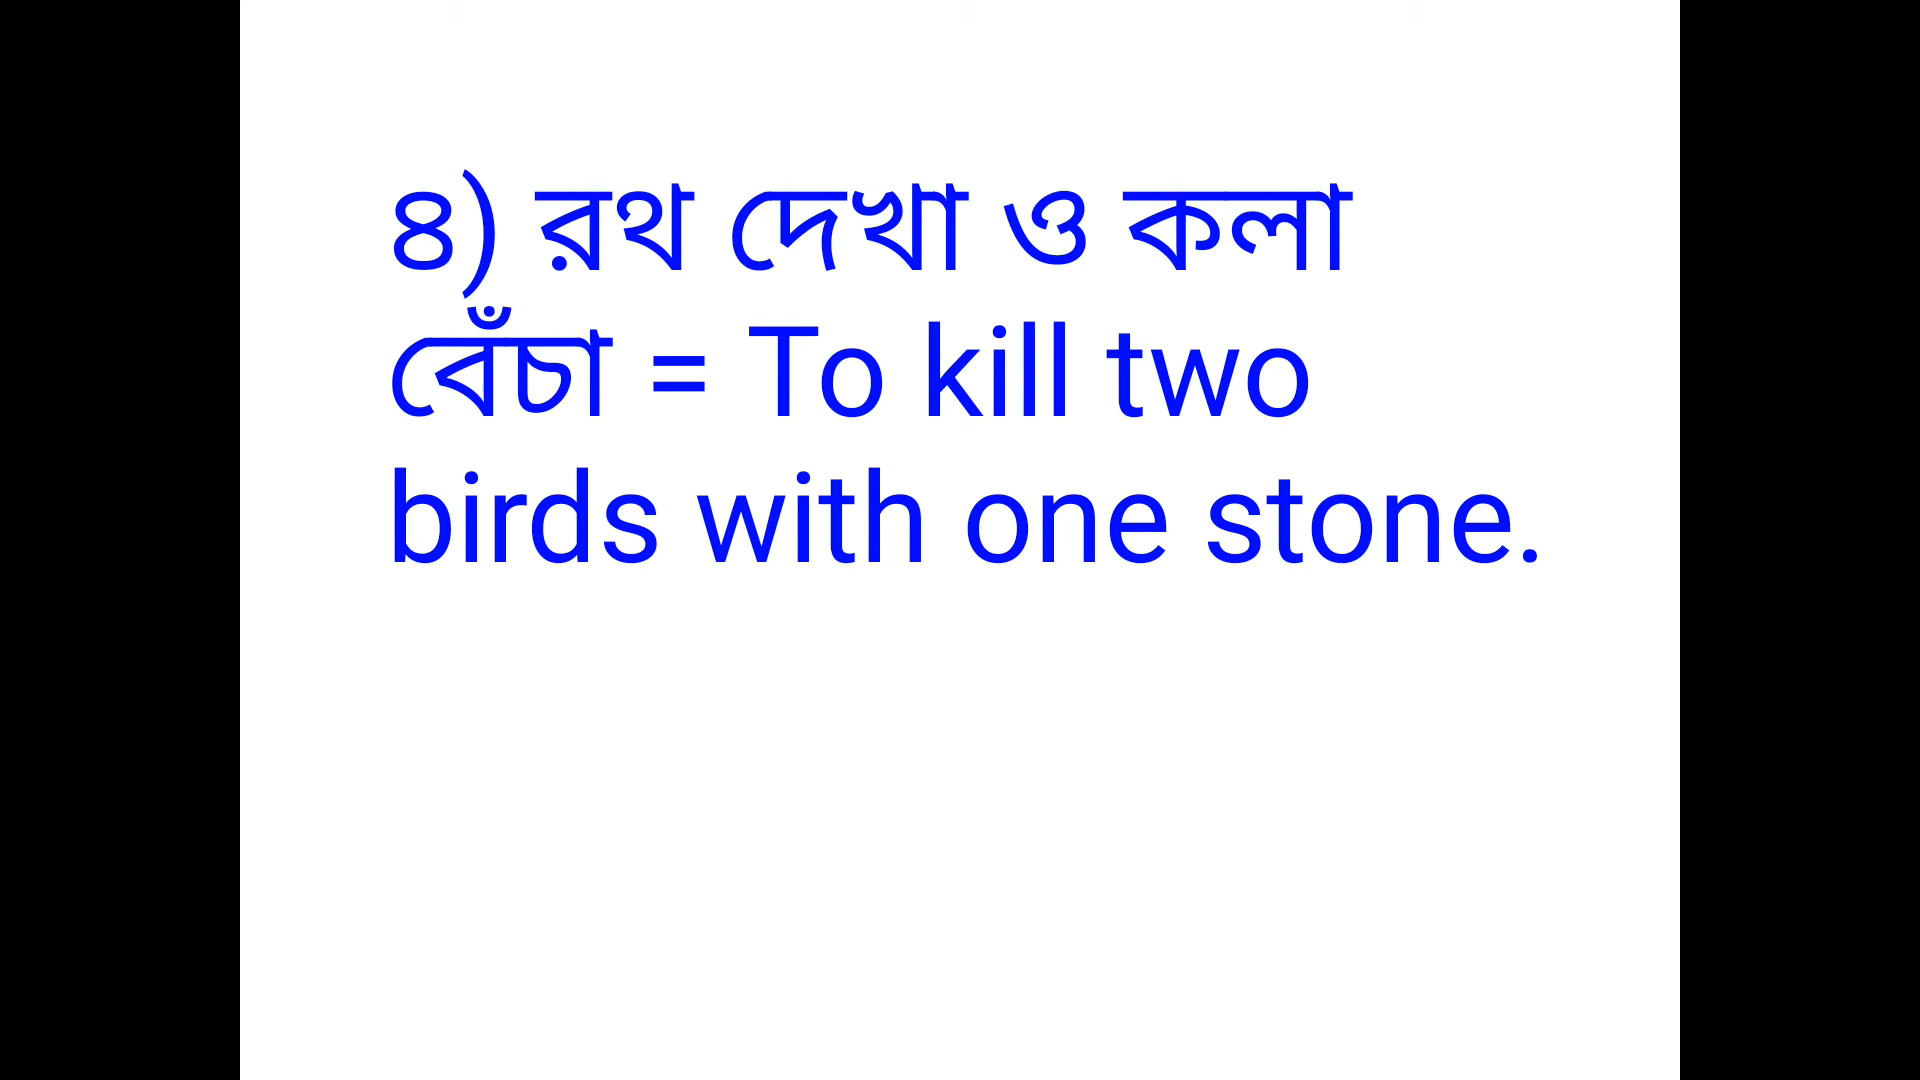 ৪) রথ দেখা ও কলা
বেঁচা = To kill two
birds with one stone.